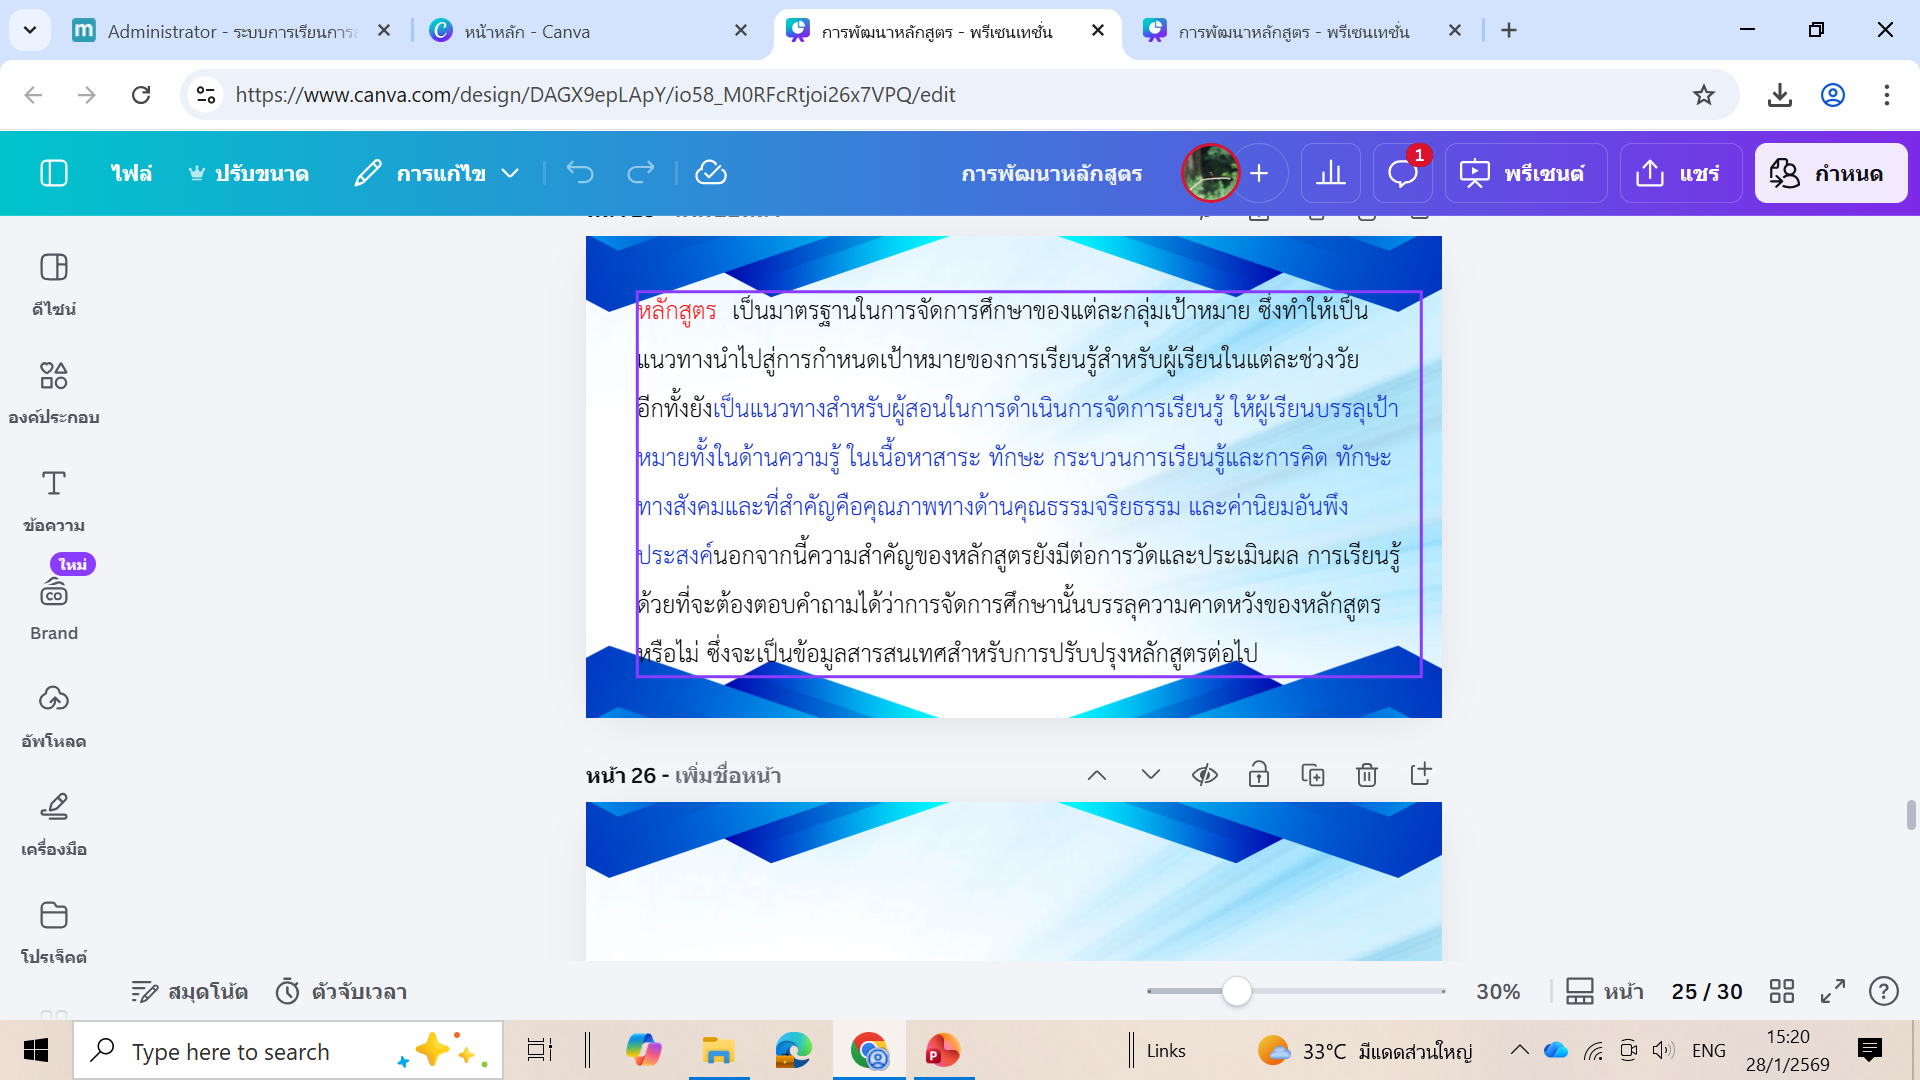 Administrator - ระบบการเรียนการส
หน้าหลัก - Canva
การพัฒนาหลักสูตร - พรีเซนเทชั่น
การพัฒนาหลักสูตร - พรีเซนเทชั่น
https://www.canva.com/design/DAGX9epLApY/io58_M0RFcRtjoi26x7VPQ/edit
ไฟล์
ปรับขนาด
การแก้ไข
การพัฒนาหลักสูตร
1
พรีเซนต์
แชร์
กำหนด
ดีไซน์
องค์ประกอบ
ข้อความ
ใหม่
Brand
อัพโหลด
เครื่องมือ
โปรเจ็คต์
หลักสูตร เป็นมาตรฐานในการจัดการศึกษาของแต่ละกลุ่มเป้าหมาย ซึ่งทำให้เป็น
แนวทางนำไปสู่การกำหนดเป้าหมายของการเรียนรู้สำหรับผู้เรียนในแต่ละช่วงวัย
อีกทั้งยังเป็นแนวทางสำหรับผู้สอนในการดำเนินการจัดการเรียนรู้ ให้ผู้เรียนบรรลุเป้า
หมายทั้งในด้านความรู้ ในเนื้อหาสาระ ทักษะ กระบวนการเรียนรู้และการคิด ทักษะ
ทางสังคมและที่สำคัญคือคุณภาพทางด้านคุณธรรมจริยธรรม และค่านิยมอันพึง
ประสงค์นอกจากนี้ความสำคัญของหลักสูตรยังมีต่อการวัดและประเมินผล การเรียนรู้
ด้วยที่จะต้องตอบคำถามได้ว่าการจัดการศึกษานั้นบรรลุความคาดหวังของหลักสูตร
หรือไม่ ซึ่งจะเป็นข้อมูลสารสนเทศสำหรับการปรับปรุงหลักสูตรต่อไป
หน้า 26 - เพิ่มชื่อหน้า
สมุดโน้ต
ตัวจับเวลา
30%
หน้า
25 / 30
Type here to search
Links
33°C มีแดดส่วนใหญ่
ENG
15:20
28/1/2569